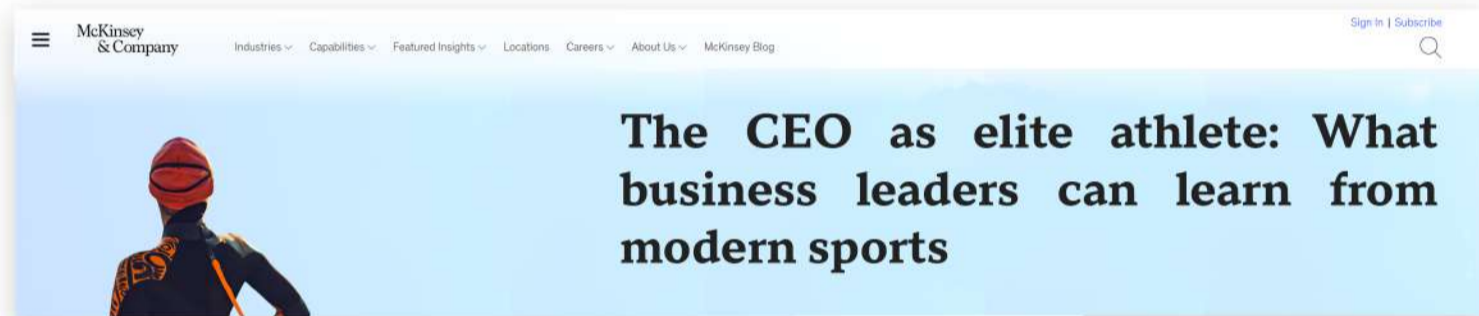 Sign In | Subscribe
McKinsey
& Company
Industries Capabilities Featured Insights Locations Careers About Us McKinsey Blog
The CEO as elite athlete: What
business leaders can learn from
modern sports